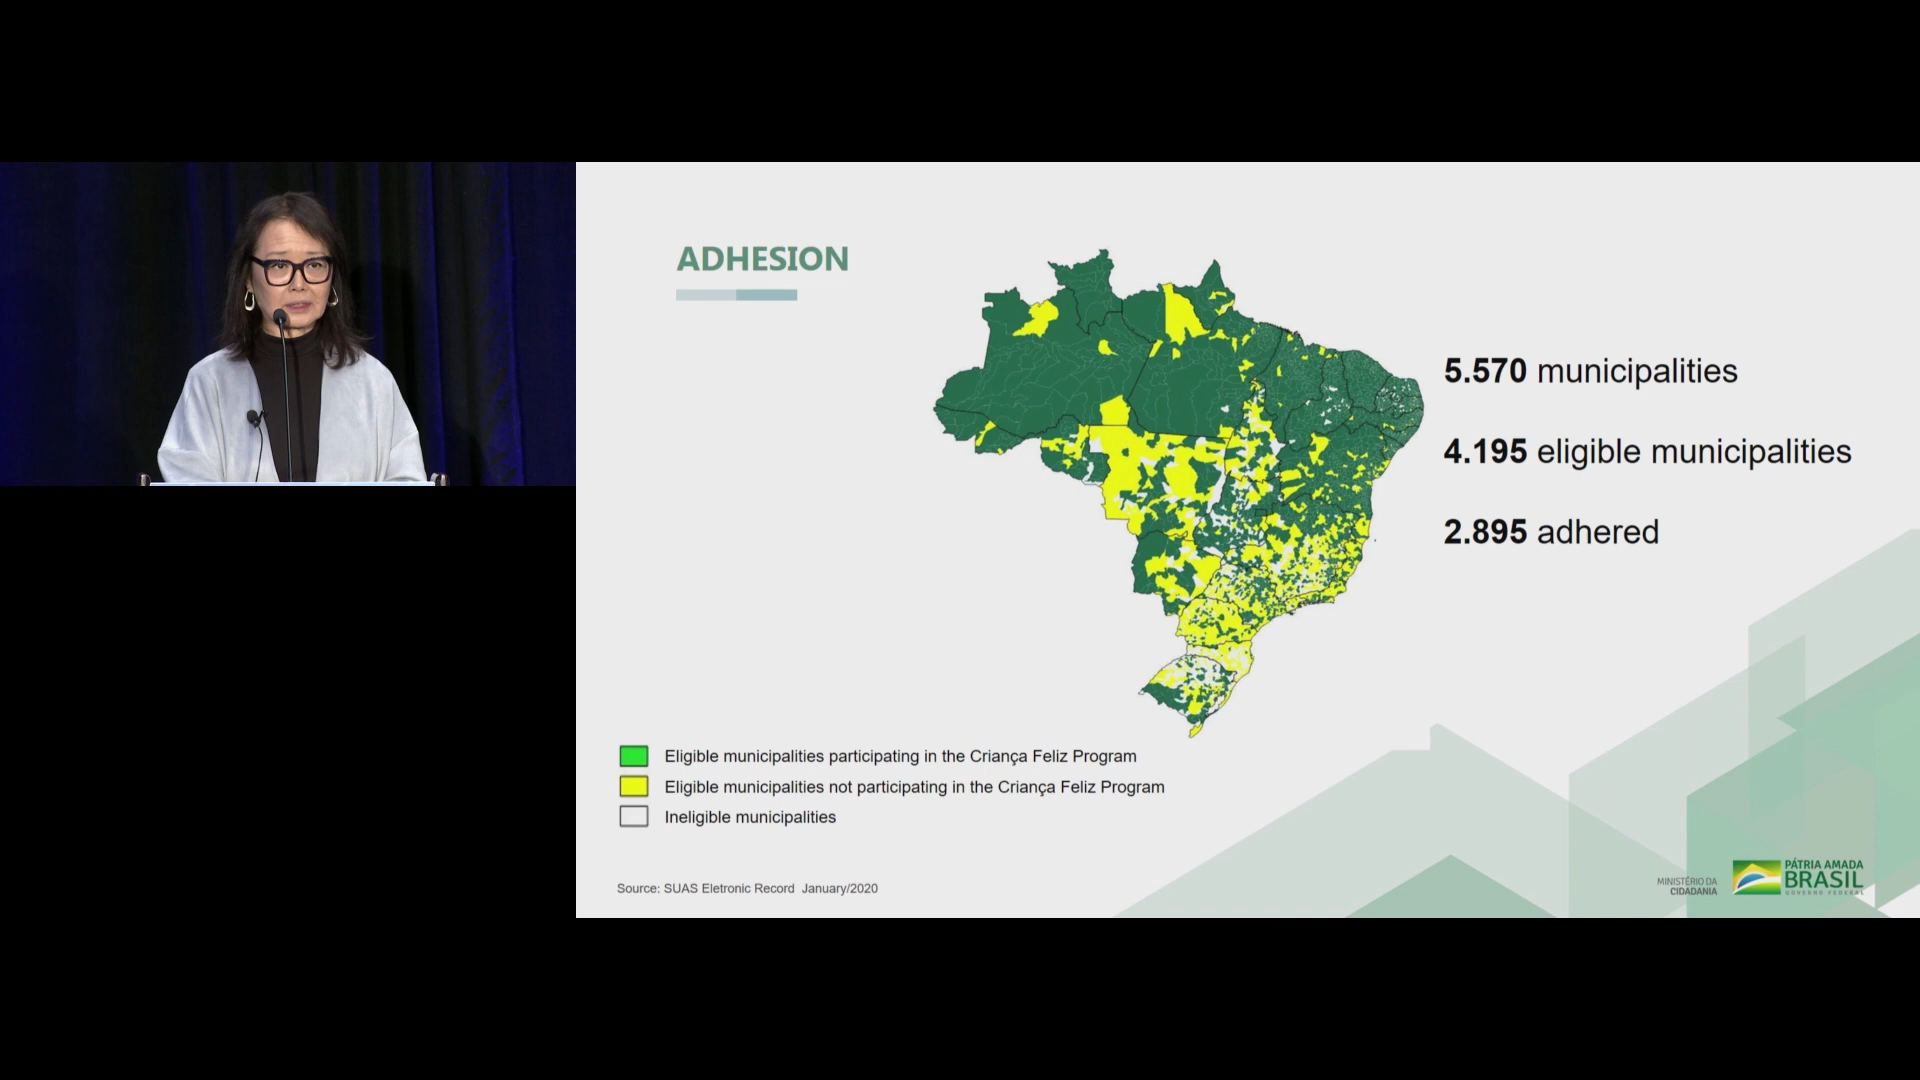 ADHESION
5.570 municipalities
4.195 eligible municipalities
2.895 adhered
Eligible municipalities participating in the Criança Feliz Program
Eligible municipalities not participating in the Criança Feliz Program
Ineligible municipalities
Source: SUAS Eletronic Record January/2020
MINISTÉRIO DA
CIDADANIA
PÁTRIA AMADA
BRASIL
GOVERNO FEDERAL